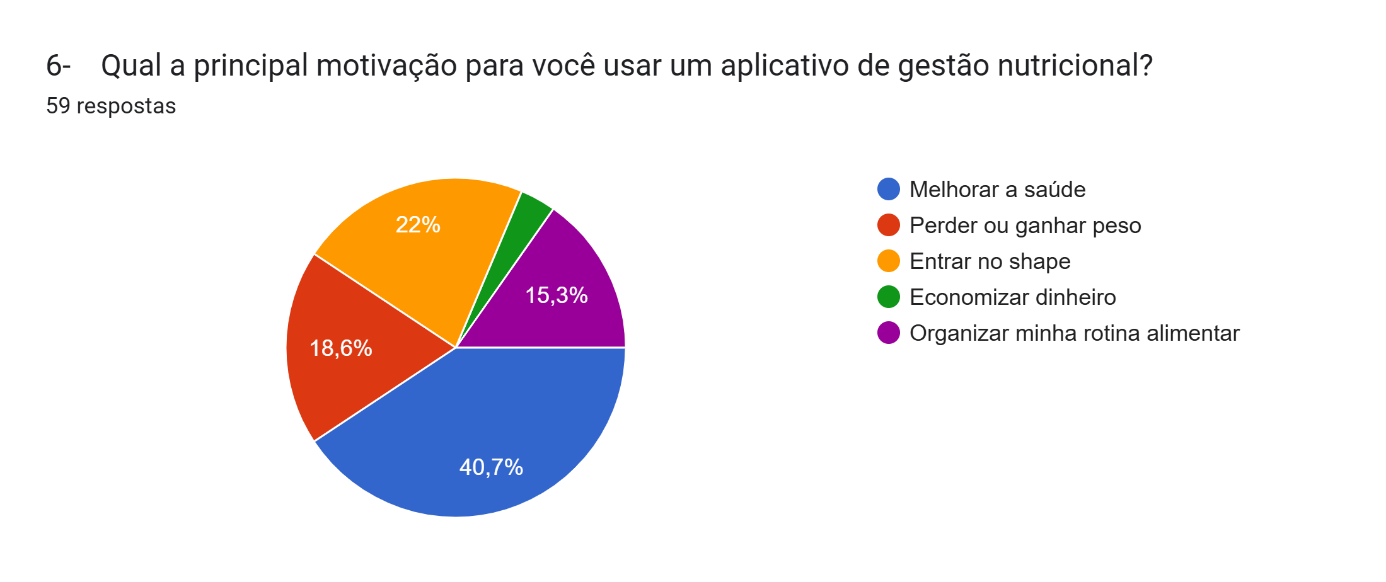 6- Qual a principal motivação para você usar um aplicativo de gestão nutricional?
59 respostas
22%
15,3%
18,6%
40,7%
Melhorar a saúde
Perder ou ganhar peso
Entrar no shape
Economizar dinheiro
Organizar minha rotina alimentar